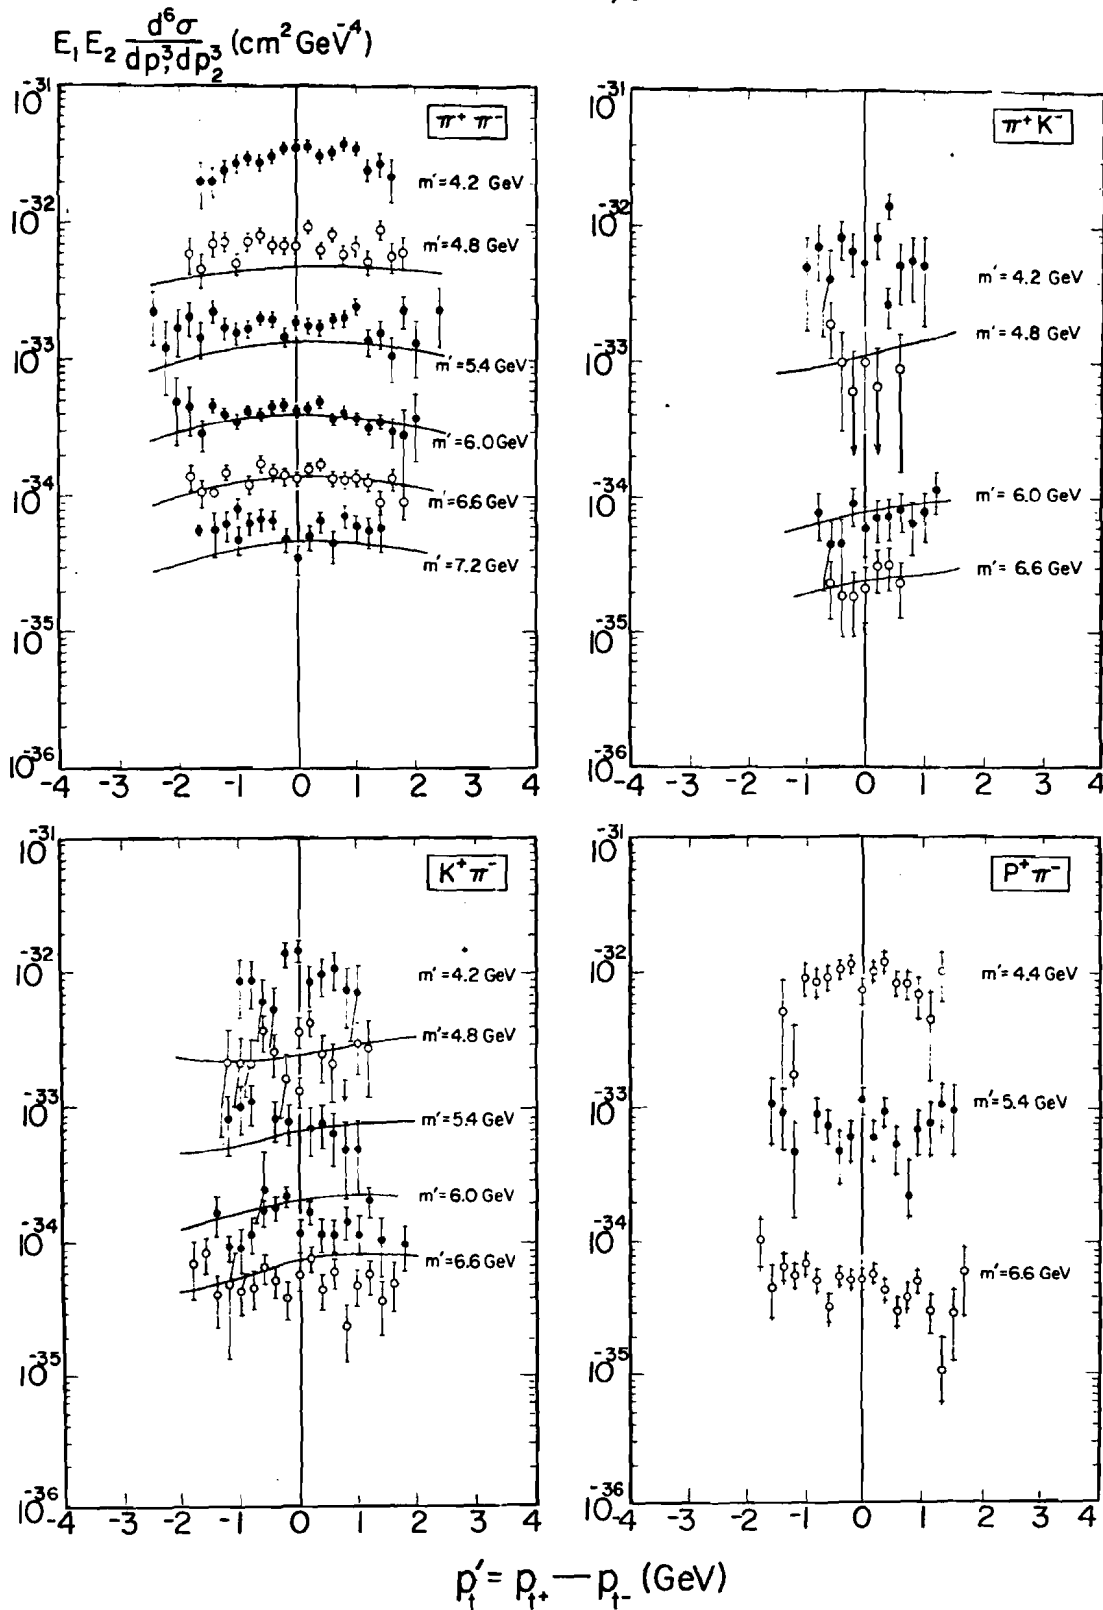 E₁ E₂ d⁶σ / dp³₁dp³₂ (cm² GeV⁻⁴)
10⁻³¹
10⁻³²
10⁻³³
10⁻³⁴
10⁻³⁵
10⁻³⁶
π⁺ π⁻
m′=4.2 GeV
m′=4.8 GeV
m′=5.4 GeV
m′=6.0 GeV
m′=6.6 GeV
m′=7.2 GeV
-4 -3 -2 -1 0 1 2 3 4
10⁻³¹
10⁻³²
10⁻³³
10⁻³⁴
10⁻³⁵
10⁻³⁶
π⁺ K⁻
m′=4.2 GeV
m′=4.8 GeV
m′=6.0 GeV
m′=6.6 GeV
-4 -3 -2 -1 0 1 2 3 4
10⁻³¹
10⁻³²
10⁻³³
10⁻³⁴
10⁻³⁵
10⁻³⁶
K⁺ π⁻
m′=4.2 GeV
m′=4.8 GeV
m′=5.4 GeV
m′=6.0 GeV
m′=6.6 GeV
-4 -3 -2 -1 0 1 2 3 4
10⁻³¹
10⁻³²
10⁻³³
10⁻³⁴
10⁻³⁵
10⁻³⁶
P⁺ π⁻
m′=4.4 GeV
m′=5.4 GeV
m′=6.6 GeV
-4 -3 -2 -1 0 1 2 3 4
p′ₜ = pₜ₊ — pₜ₋ (GeV)